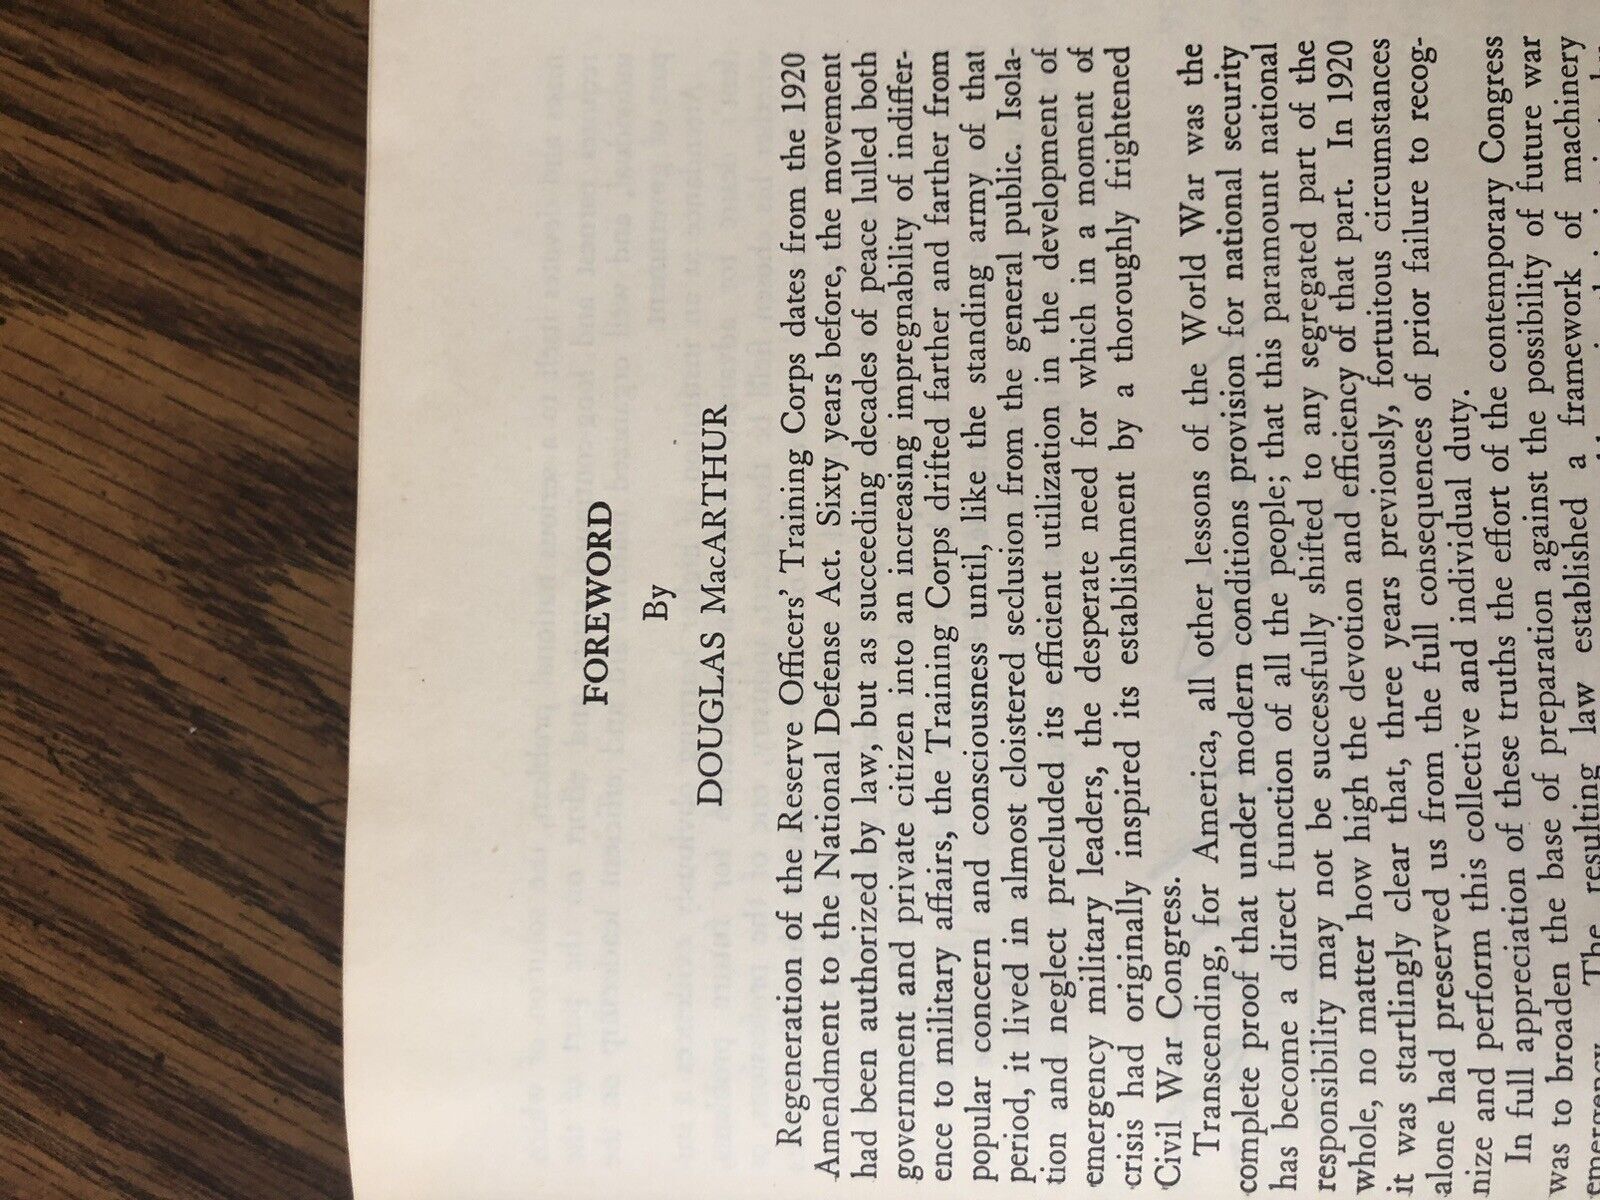 FOREWORD
By
DOUGLAS MacARTHUR
Regeneration of the Reserve Officers' Training Corps dates from the 1920
Amendment to the National Defense Act. Sixty years before, the movement
had been authorized by law, but as succeeding decades of peace lulled both
government and private citizen into an increasing impregnability of indiffer-
ence to military affairs, the Training Corps drifted farther and farther from
popular concern and consciousness until, like the standing army of that
period, it lived in almost cloistered seclusion from the general public. Isola-
tion and neglect precluded its efficient utilization in the development of
emergency military leaders, the desperate need for which in a moment of
crisis had originally inspired its establishment by a thoroughly frightened
Civil War Congress.
Transcending, for America, all other lessons of the World War was the
complete proof that under modern conditions provision for national security
has become a direct function of all the people; that this paramount national
responsibility may not be successfully shifted to any segregated part of the
whole, no matter how high the devotion and efficiency of that part. In 1920
it was startlingly clear that, three years previously, fortuitous circumstances
alone had preserved us from the full consequences of prior failure to recog-
nize and perform this collective and individual duty.
In full appreciation of these truths the effort of the contemporary Congress
was to broaden the base of preparation against the possibility of future war
emergency. The resulting law established a framework of machinery